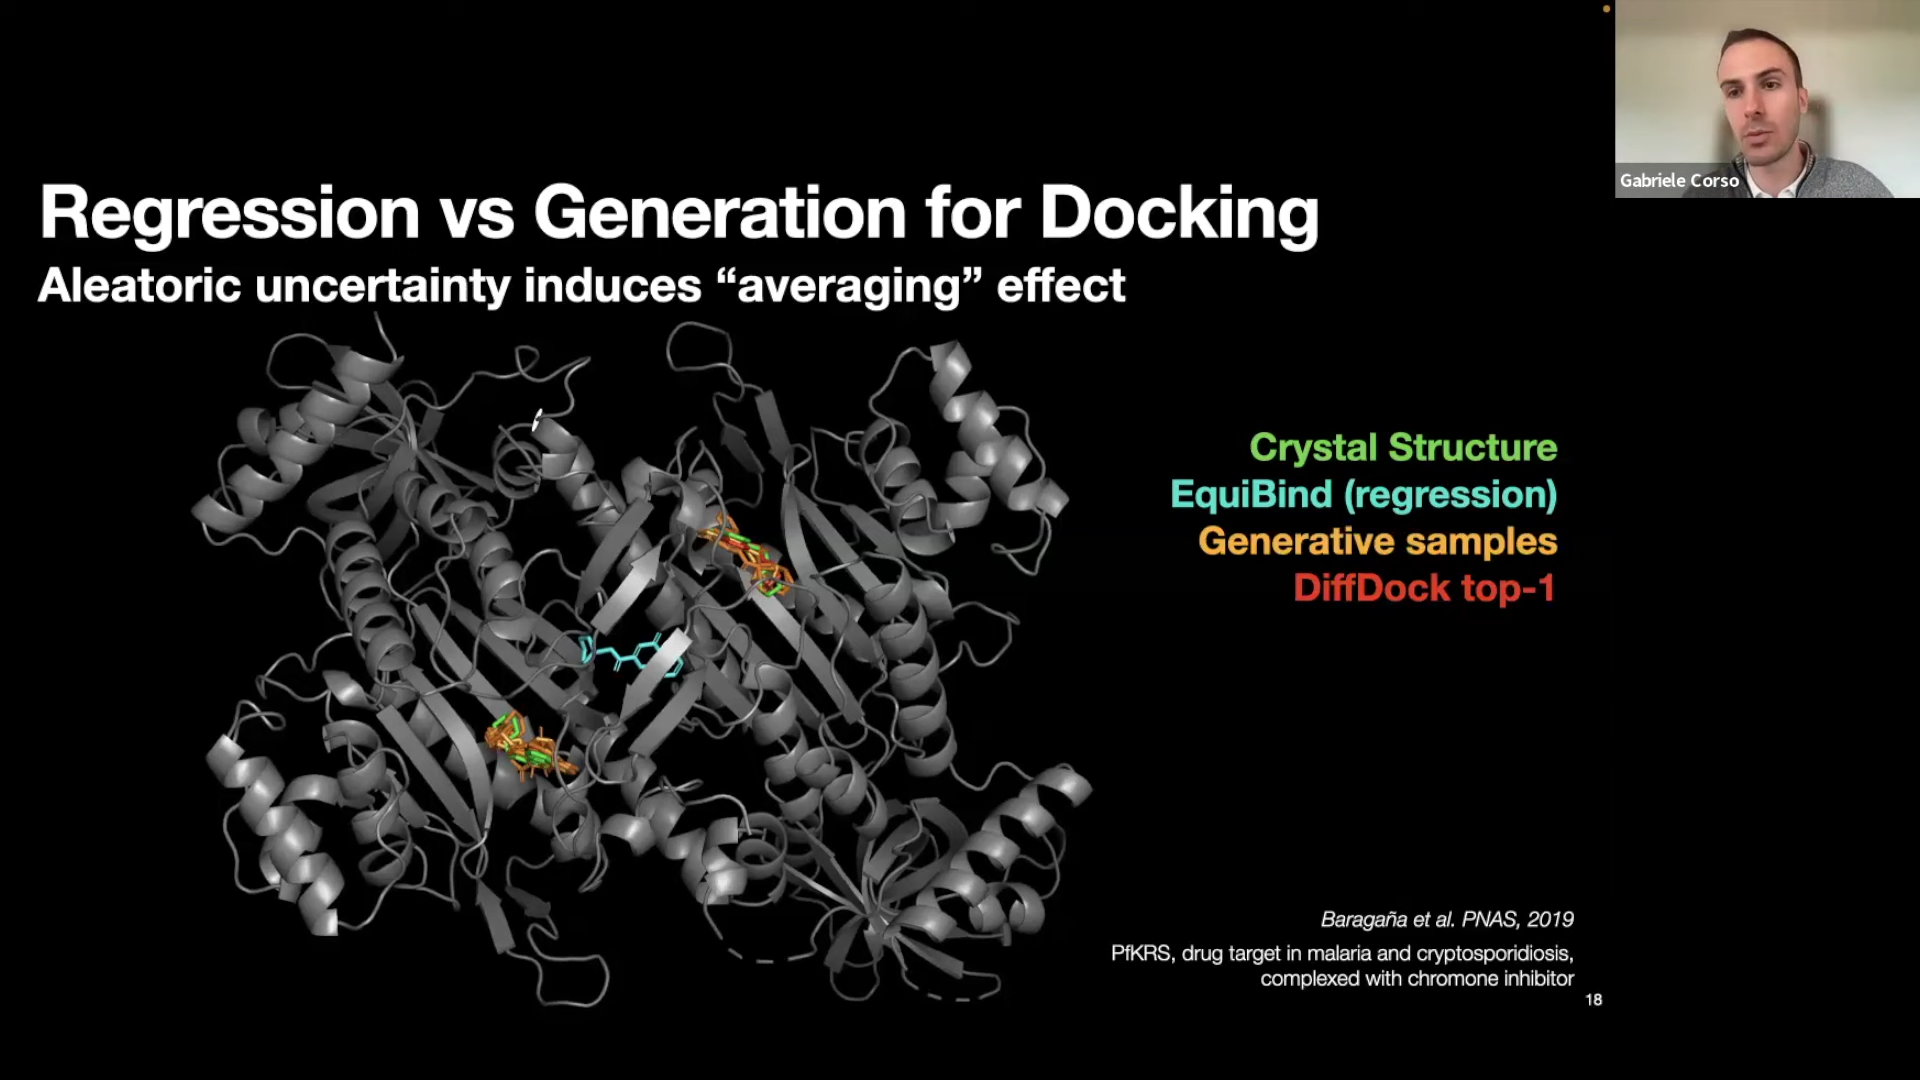 Regression vs Generation for Docking
Aleatoric uncertainty induces “averaging” effect
Gabriele Corso
Crystal Structure
EquiBind (regression)
Generative samples
DiffDock top-1
Baragaña et al. PNAS, 2019
PfKRS, drug target in malaria and cryptosporidiosis,
complexed with chromone inhibitor
18